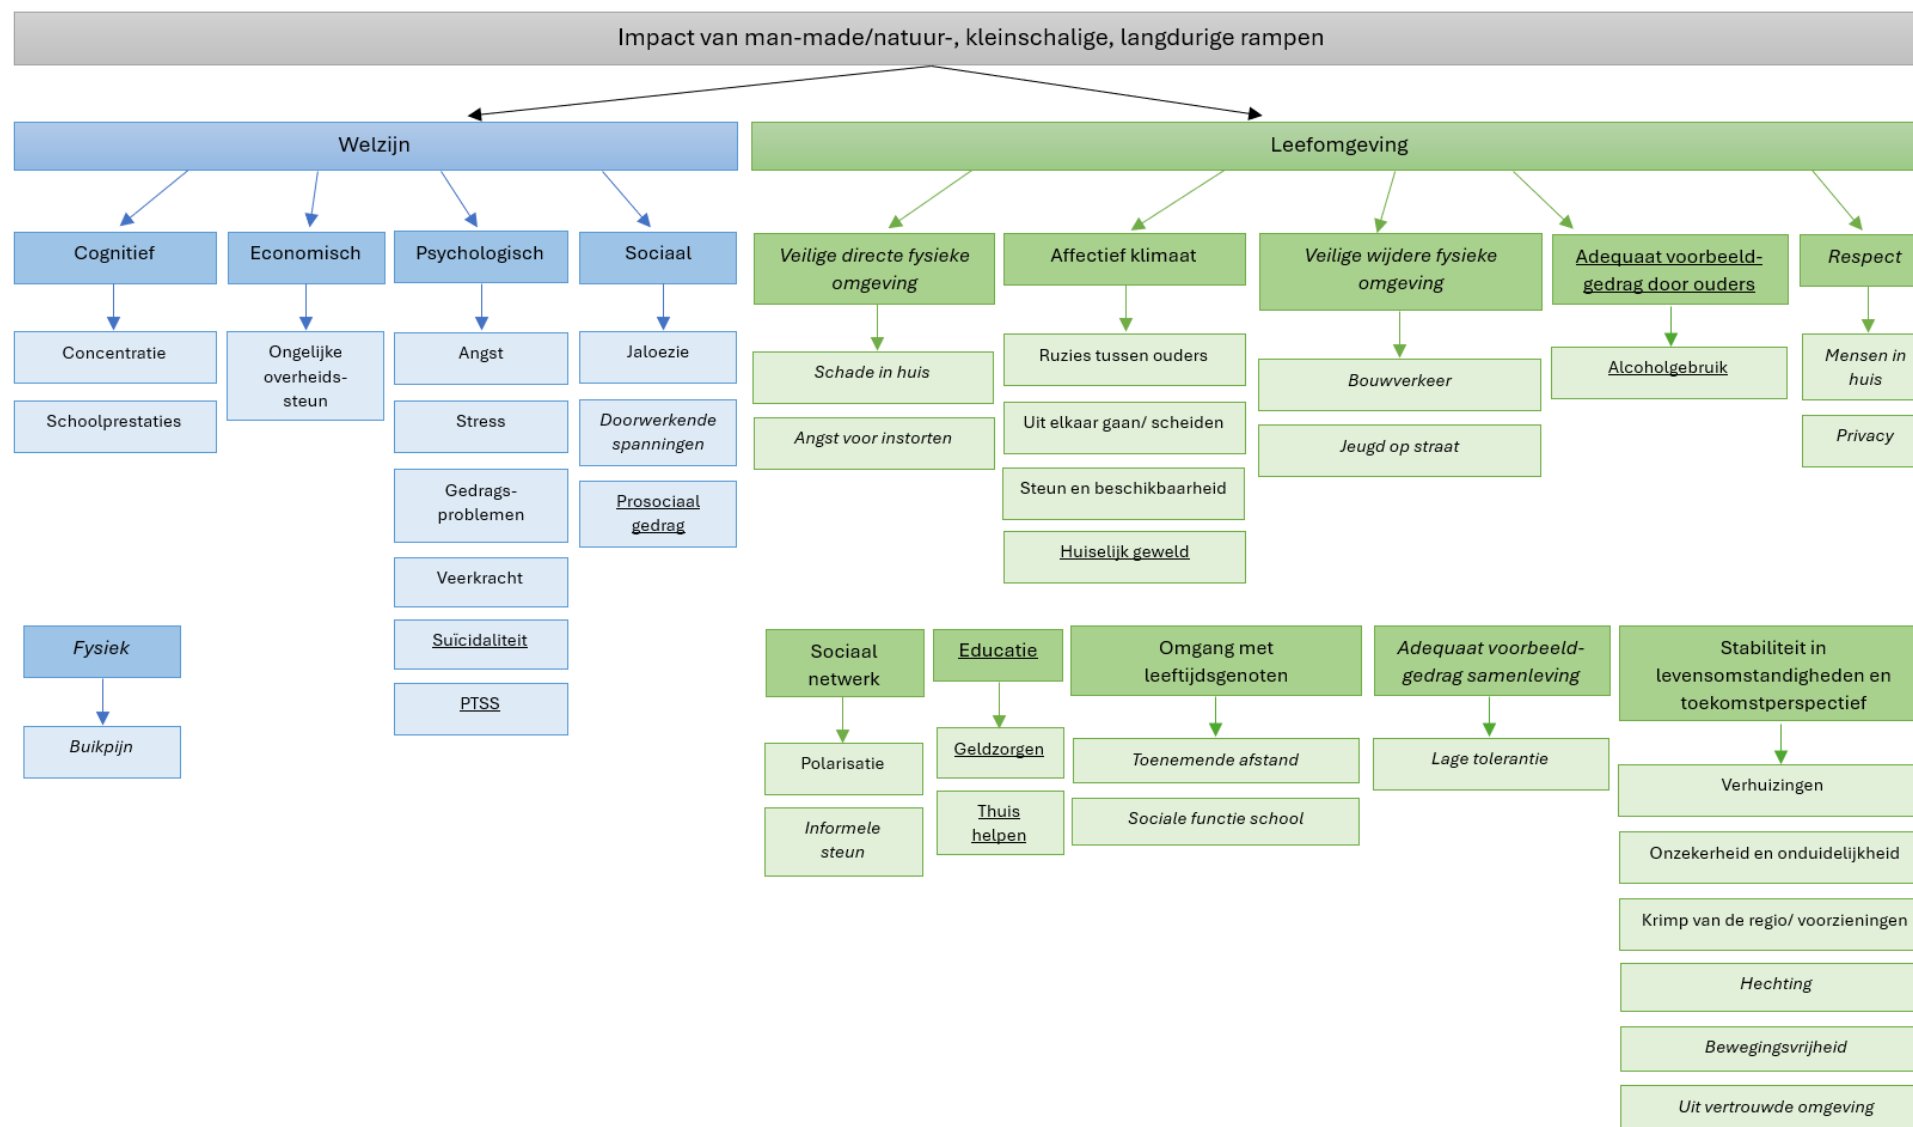 Impact van man-made/natuur-, kleinschalige, langdurige rampen
Welzijn
Leefomgeving
Cognitief
Concentratie
Schoolprestaties
Economisch
Ongelijke
overheids-
steun
Psychologisch
Angst
Stress
Gedrags-
problemen
Veerkracht
Suïcidaliteit
PTSS
Sociaal
Jaloezie
Doorwerkende
spanningen
Prosociaal
gedrag
Fysiek
Buikpijn
Veilige directe fysieke
omgeving
Schade in huis
Angst voor instorten
Affectief klimaat
Ruzies tussen ouders
Uit elkaar gaan/ scheiden
Steun en beschikbaarheid
Huiselijk geweld
Veilige wijdere fysieke
omgeving
Bouwverkeer
Jeugd op straat
Adequaat voorbeeld-
gedrag door ouders
Alcoholgebruik
Respect
Mensen in
huis
Privacy
Sociaal
netwerk
Polarisatie
Informele
steun
Educatie
Geldzorgen
Thuis
helpen
Omgang met
leeftijdsgenoten
Toenemende afstand
Sociale functie school
Adequaat voorbeeld-
gedrag samenleving
Lage tolerantie
Stabiliteit in
levensomstandigheden en
toekomstperspectief
Verhuizingen
Onzekerheid en onduidelijkheid
Krimp van de regio/ voorzieningen
Hechting
Bewegingsvrijheid
Uit vertrouwde omgeving